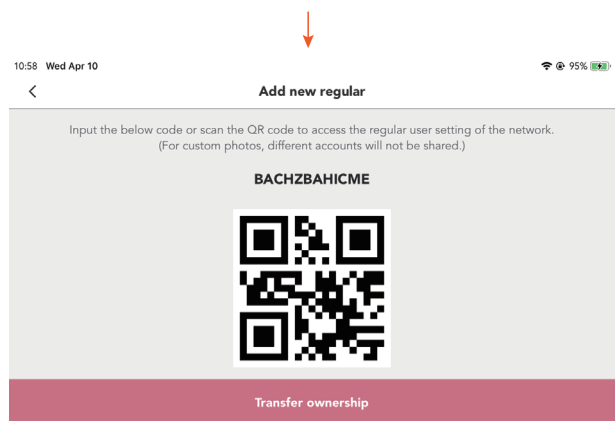 10:58 Wed Apr 10
95%
Add new regular
Input the below code or scan the QR code to access the regular user setting of the network.
(For custom photos, different accounts will not be shared.)
BACHZBAHICME
Transfer ownership